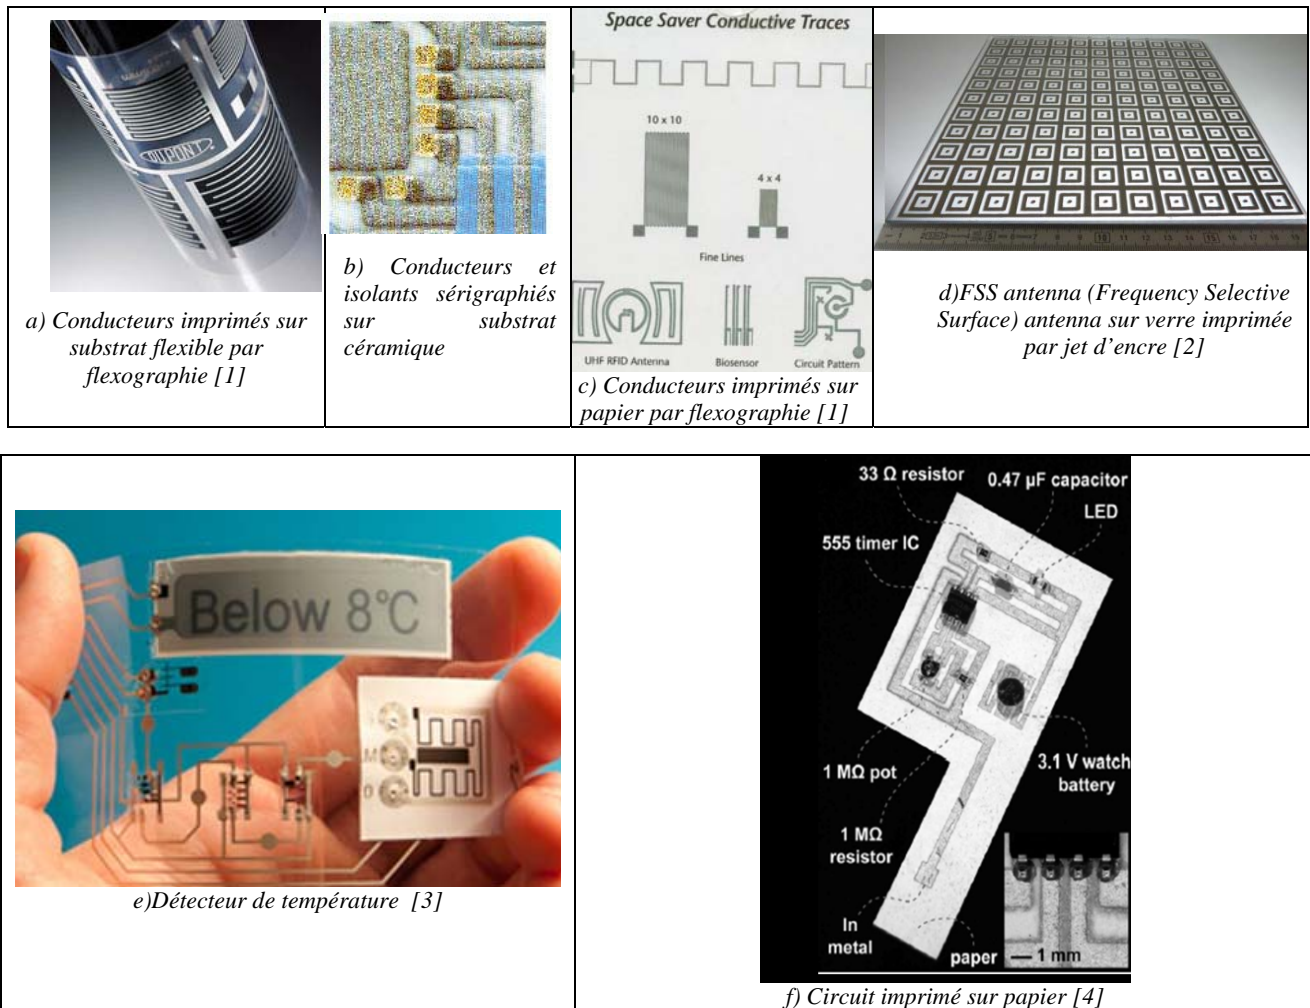 DUPONT
a) Conducteurs imprimés sur
substrat flexible par
flexographie [1]
b) Conducteurs et
isolants sérigraphiés
sur substrat
céramique
Space Saver Conductive Traces
10 x 10
4 x 4
Fine Lines
UHF RFID Antenna
Biosensor
Circuit Pattern
c) Conducteurs imprimés sur
papier par flexographie [1]
d)FSS antenna (Frequency Selective
Surface) antenna sur verre imprimée
par jet d'encre [2]
Below 8°C
M
e)Détecteur de température [3]
33 Ω resistor
0.47 µF capacitor
LED
555 timer IC
1 MΩ pot
3.1 V watch
battery
1 MΩ
resistor
In
metal
paper
1 mm
f) Circuit imprimé sur papier [4]